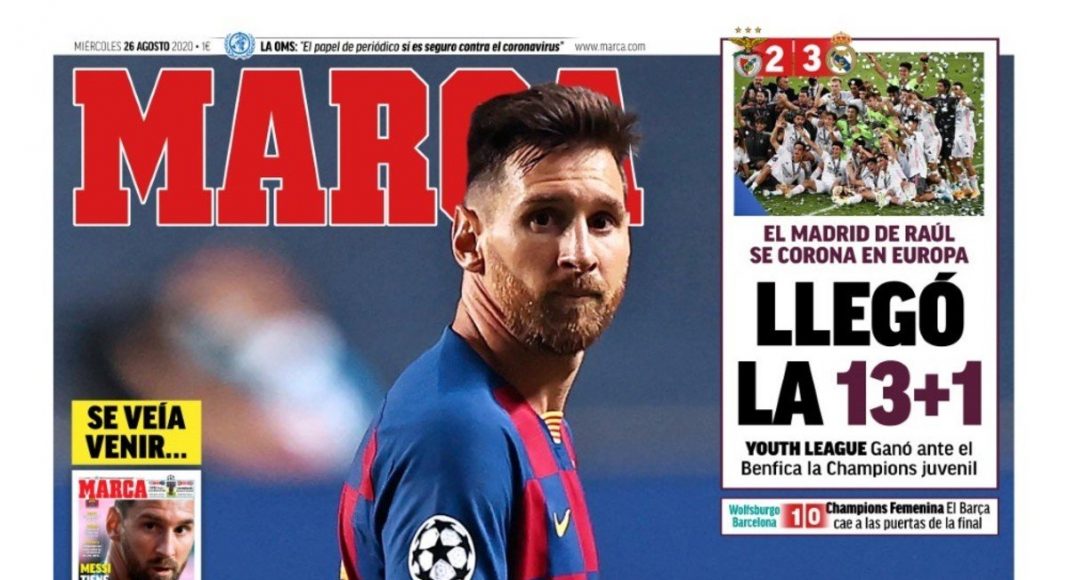 MIÉRCOLES 26 AGOSTO 2020 • 1€
LA OMS: "El papel de periódico sí es seguro contra el coronavirus"
www.marca.com
MARCA
2 3
EL MADRID DE RAÚL
SE CORONA EN EUROPA
LLEGÓ
LA 13+1
YOUTH LEAGUE Ganó ante el
Benfica la Champions juvenil
Wolfsburgo
Barcelona
1 0
Champions Femenina El Barça
cae a las puertas de la final
SE VEÍA
VENIR...
MARCA
MESSI
TIENE